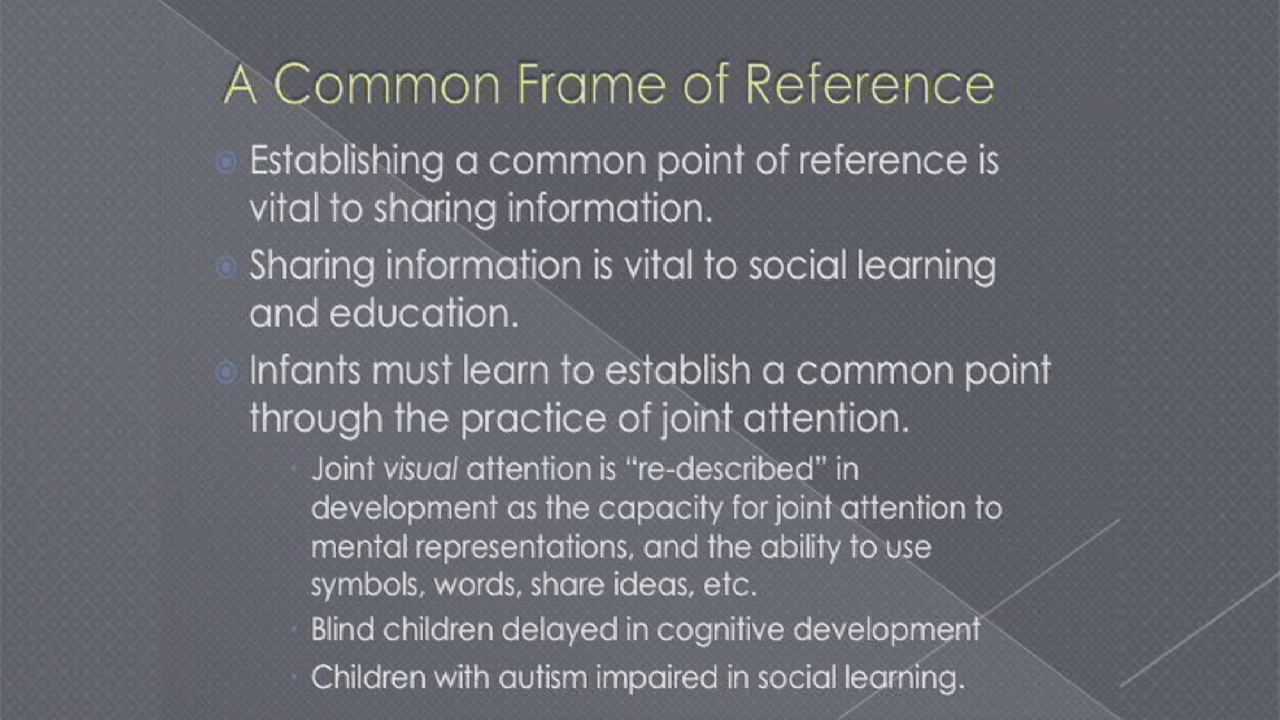 A Common Frame of Reference
Establishing a common point of reference is
vital to sharing information.
Sharing information is vital to social learning
and education.
Infants must learn to establish a common point
through the practice of joint attention.
Joint visual attention is “re-described” in
development as the capacity for joint attention to
mental representations, and the ability to use
symbols, words, share ideas, etc.
Blind children delayed in cognitive development
Children with autism impaired in social learning.